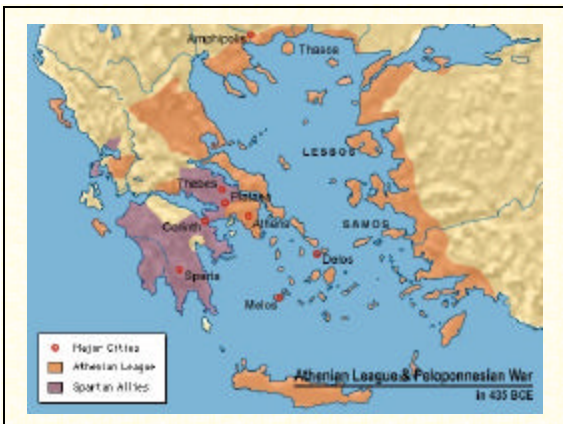 Amphipolis
Thasos
LESBOS
Thebes
Plataea
Corinth
Athens
SAMOS
Sparta
Delos
Melos
Major Cities
Athenian League
Spartan Allies
Athenian League & Peloponnesian War
in 435 BCE